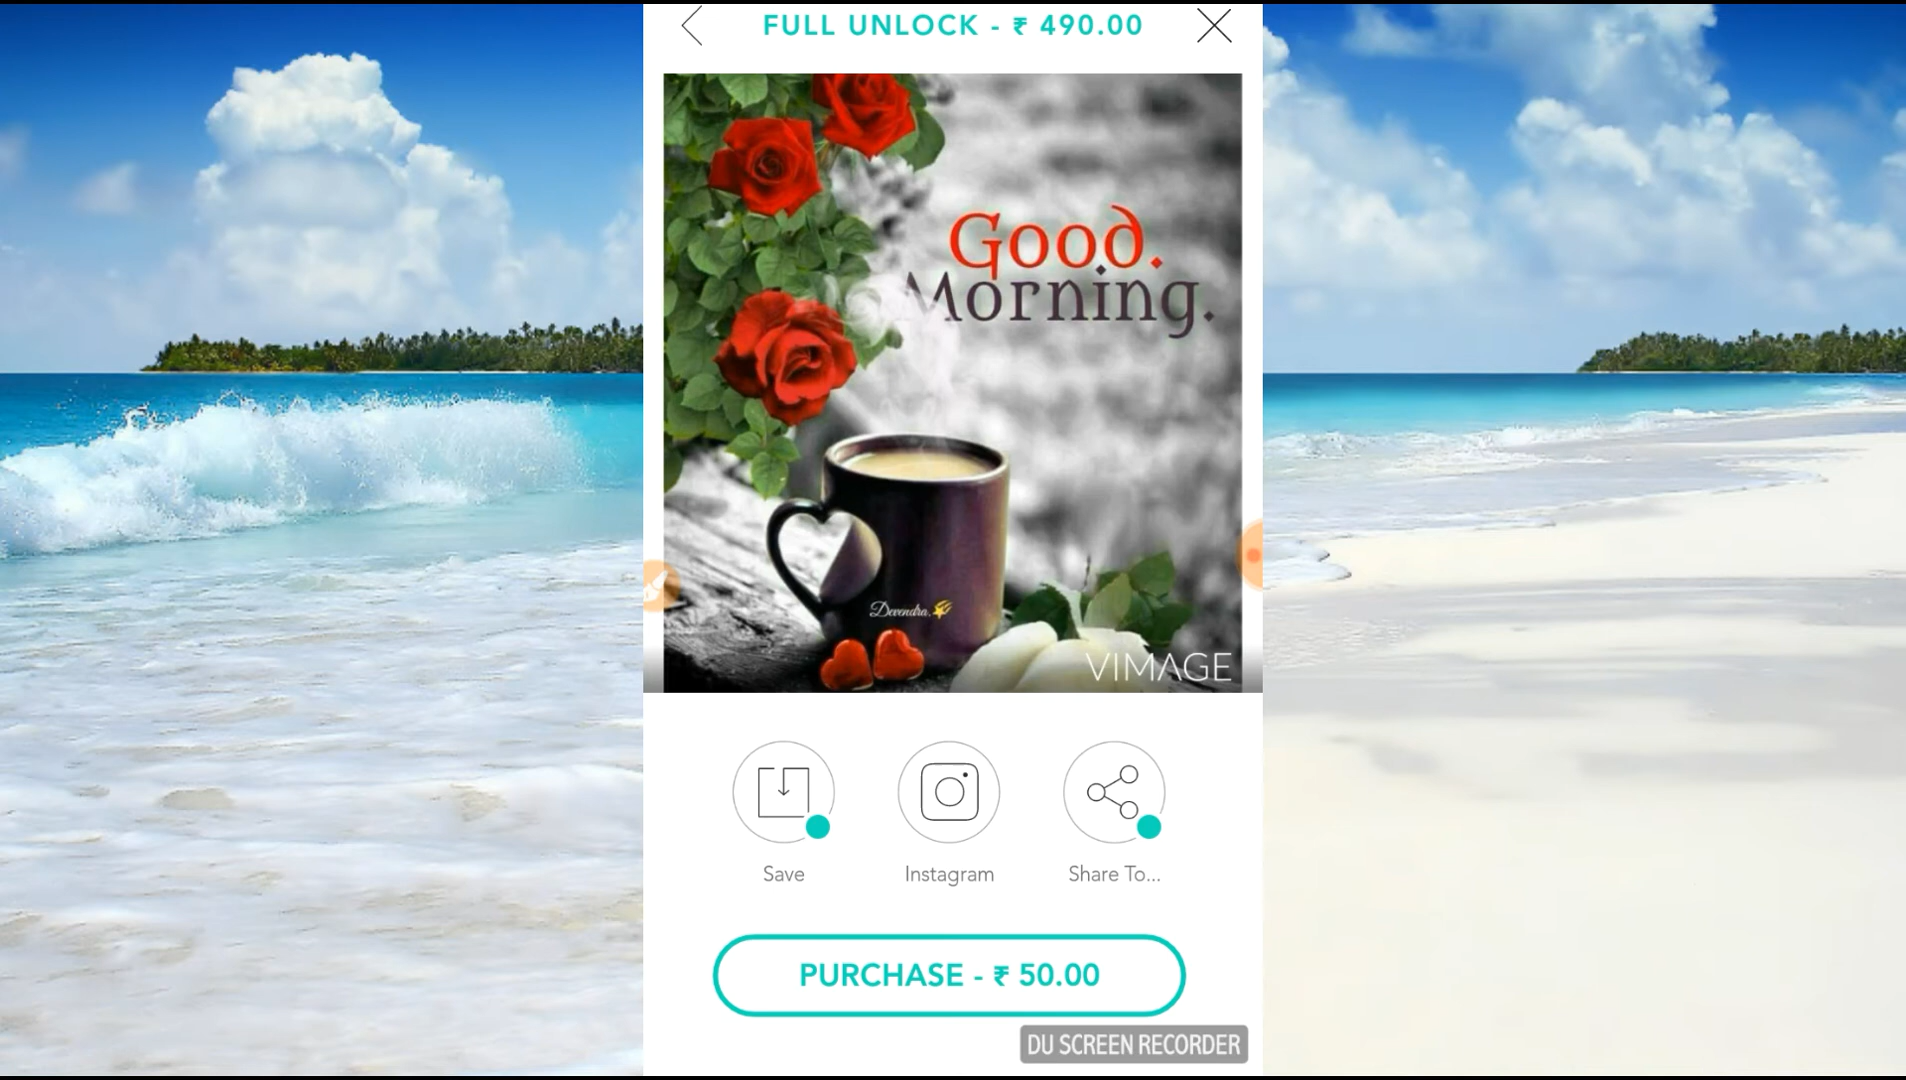 FULL UNLOCK - ₹ 490.00
Good.
Morning.
Devendra.
VIMAGE
Save
Instagram
Share To...
PURCHASE - ₹ 50.00
DU SCREEN RECORDER